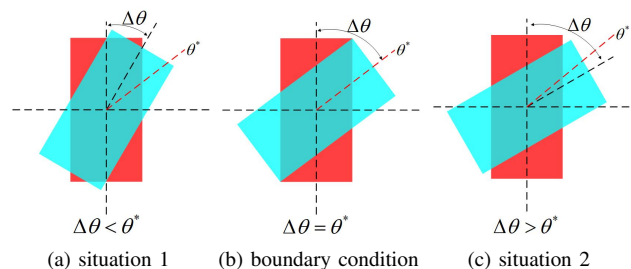 Δθ θ* Δθ θ* Δθ θ*
Δθ < θ* Δθ = θ* Δθ > θ*
(a) situation 1 (b) boundary condition (c) situation 2